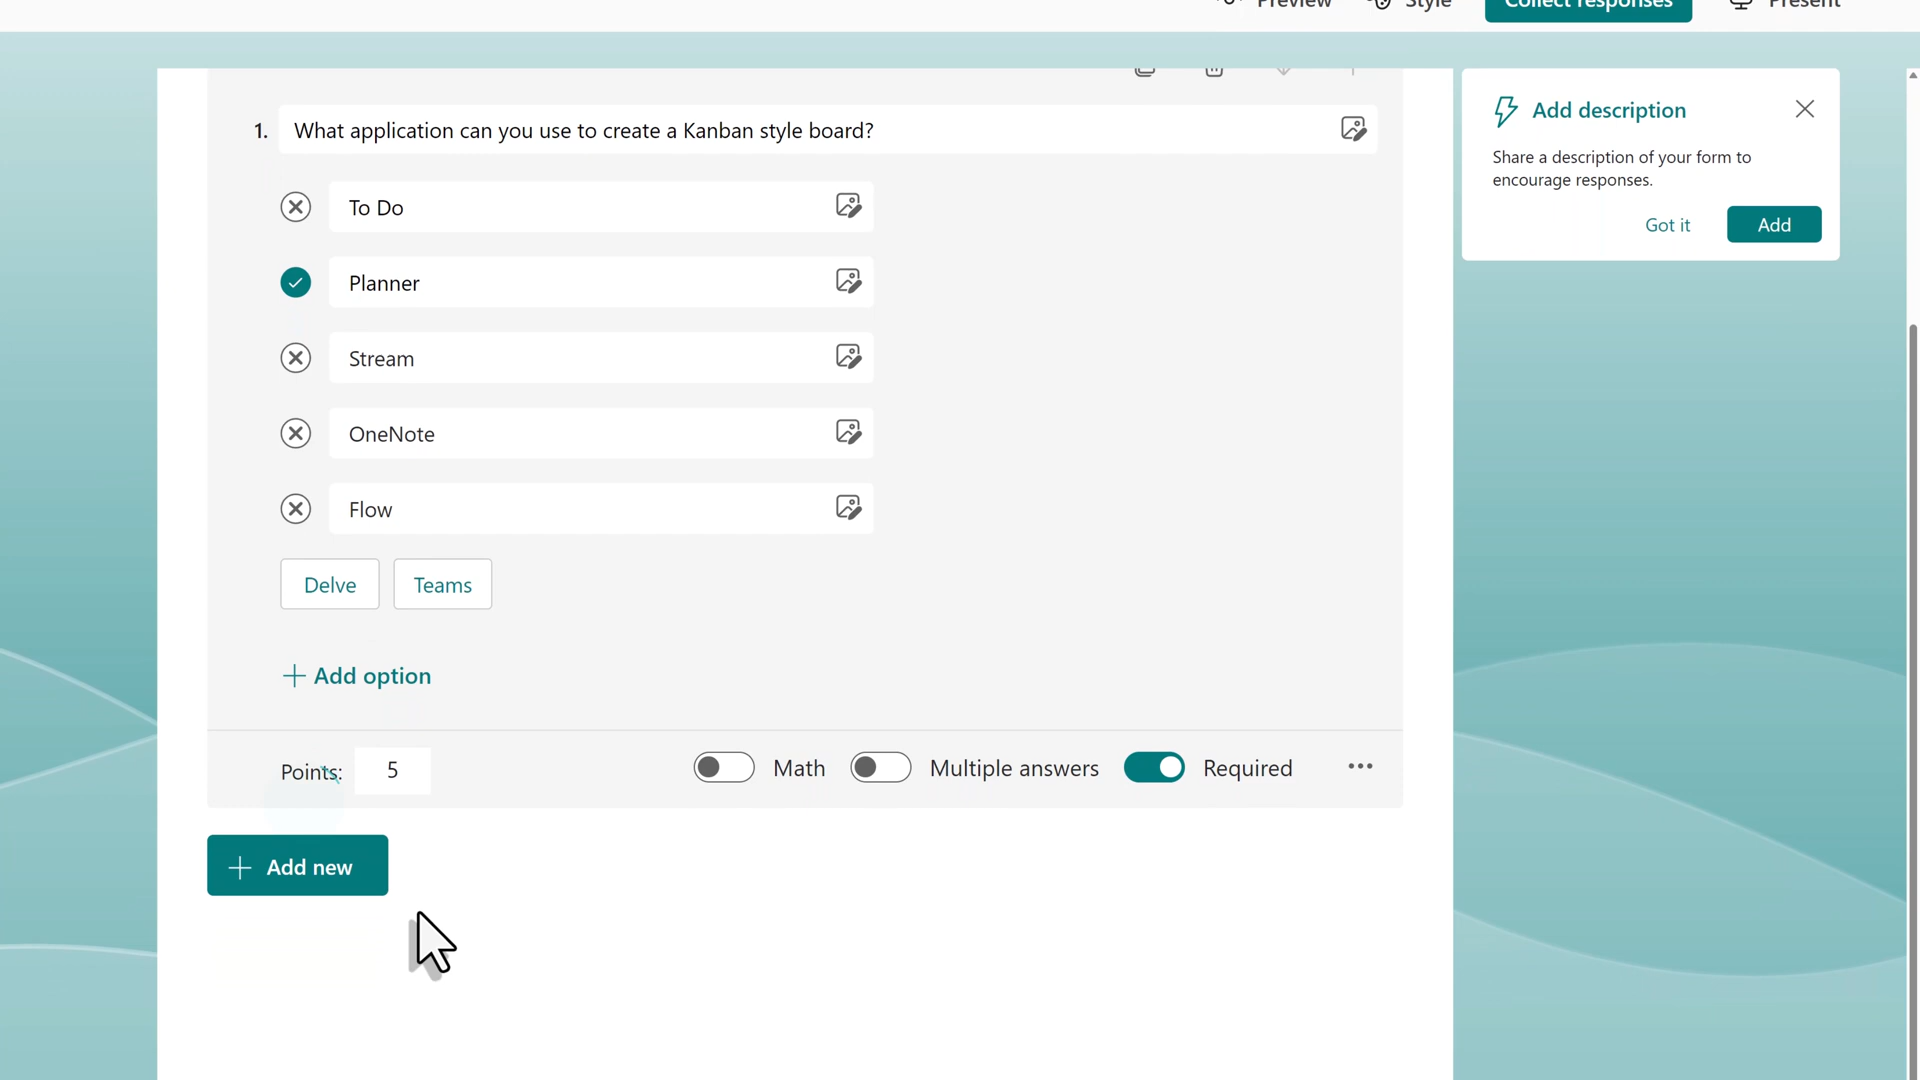 Preview Style Collect responses Present
1. What application can you use to create a Kanban style board?
To Do
Planner
Stream
OneNote
Flow
Delve Teams
Add option
Points: 5 Math Multiple answers Required
Add new
Add description
Share a description of your form to
encourage responses.
Got it Add